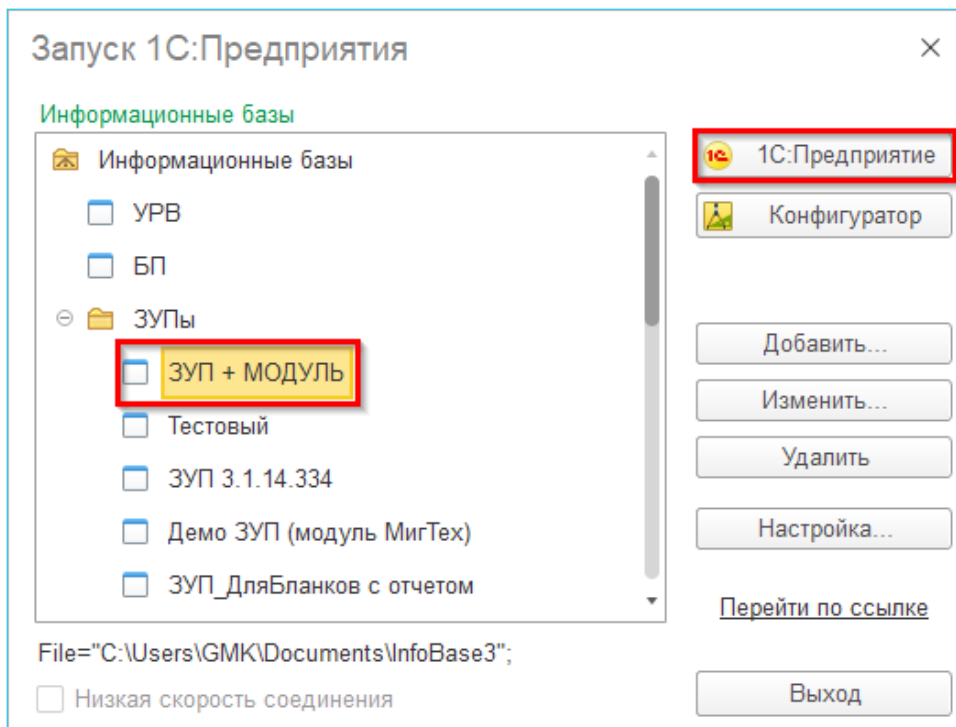 Запуск 1С:Предприятия
Информационные базы
Информационные базы
УРВ
БП
ЗУПы
ЗУП + МОДУЛЬ
Тестовый
ЗУП 3.1.14.334
Демо ЗУП (модуль МигТех)
ЗУП_ДляБланков с отчетом
File="C:\Users\GMK\Documents\InfoBase3";
Низкая скорость соединения
1С:Предприятие
Конфигуратор
Добавить...
Изменить...
Удалить
Настройка...
Перейти по ссылке
Выход